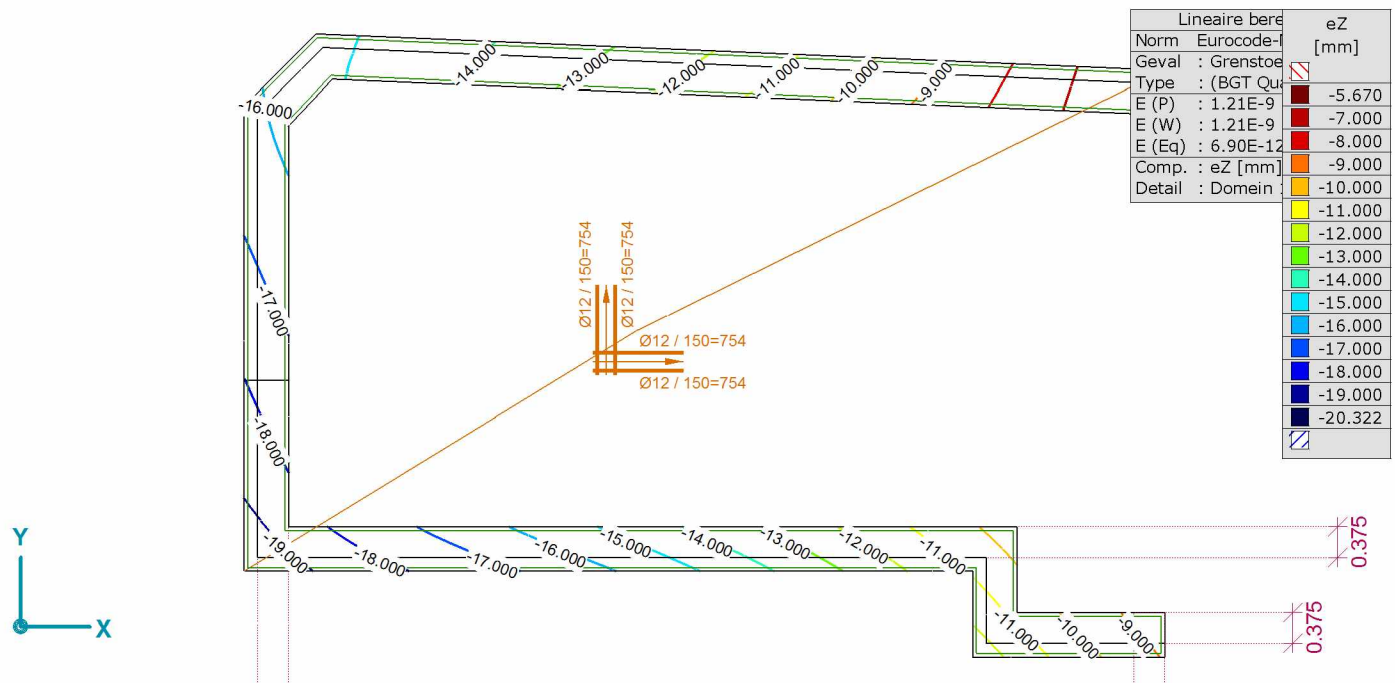 Lineaire bere
Norm Eurocode-
Geval : Grenstoe
Type : (BGT Qua
E (P) : 1.21E-9
E (W) : 1.21E-9
E (Eq) : 6.90E-12
Comp. : eZ [mm]
Detail : Domein
eZ
[mm]
-5.670
-7.000
-8.000
-9.000
-10.000
-11.000
-12.000
-13.000
-14.000
-15.000
-16.000
-17.000
-18.000
-19.000
-20.322
-14.000
-13.000
-12.000
-11.000
-10.000
-9.000
-16.000
-17.000
-18.000
-19.000
Ø12 / 150=754
Ø12 / 150=754
Ø12 / 150=754
Ø12 / 150=754
-18.000
-17.000
-16.000
-15.000
-14.000
-13.000
-12.000
-11.000
-11.000
-10.000
-9.000
0.375
0.375
Y
X